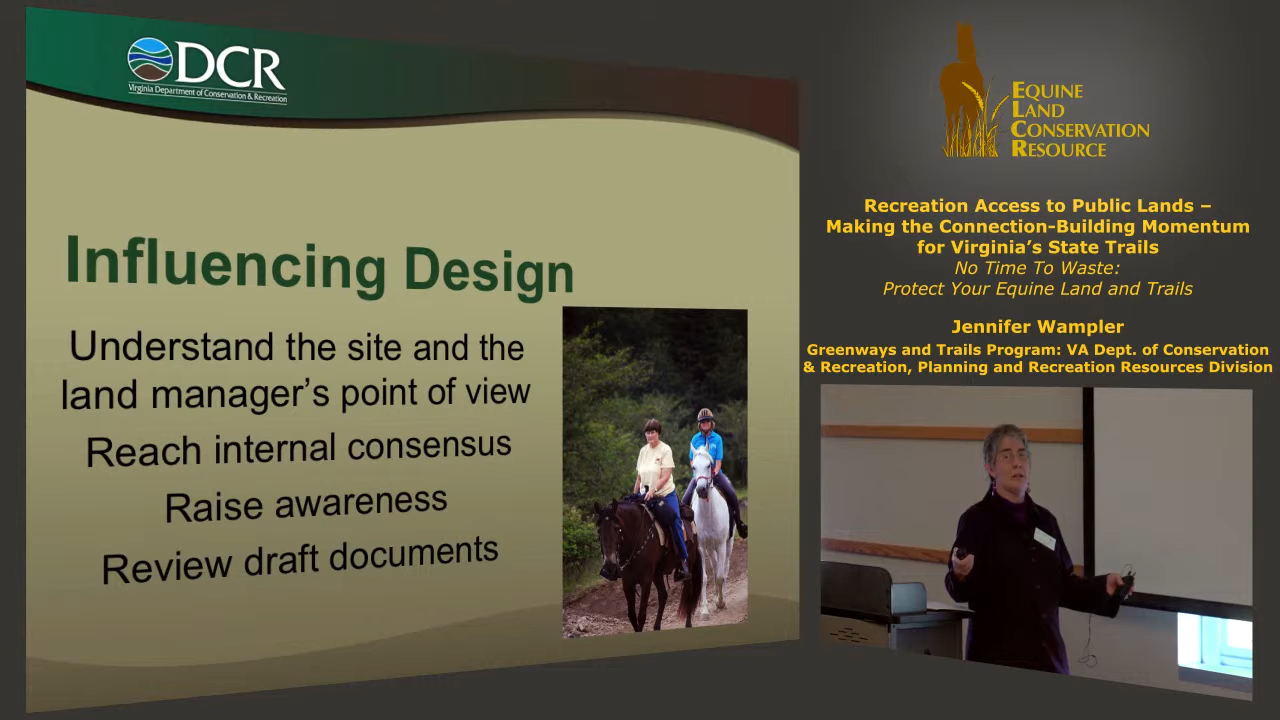 DCR
Virginia Department of Conservation & Recreation
Influencing Design
Understand the site and the
land manager's point of view
Reach internal consensus
Raise awareness
Review draft documents
EQUINE
LAND
CONSERVATION
RESOURCE
Recreation Access to Public Lands –
Making the Connection-Building Momentum
for Virginia's State Trails
No Time To Waste:
Protect Your Equine Land and Trails
Jennifer Wampler
Greenways and Trails Program: VA Dept. of Conservation
& Recreation, Planning and Recreation Resources Division